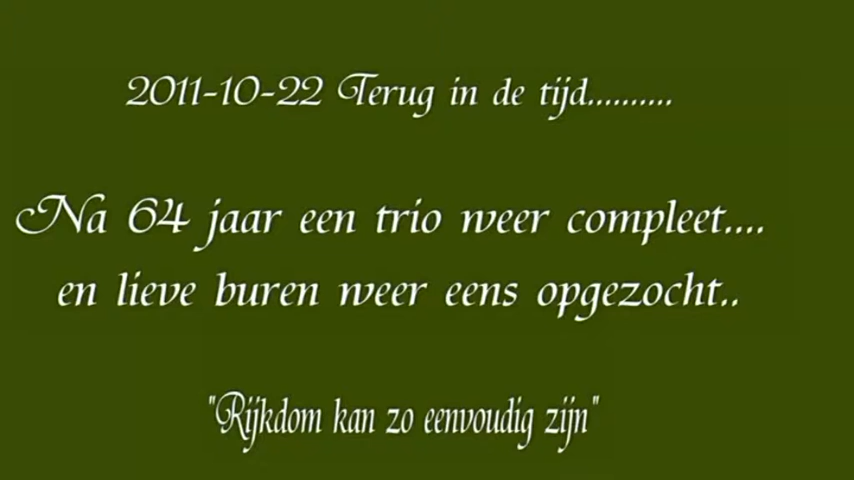 2011-10-22 Terug in de tijd..........
Na 64 jaar een trio weer compleet....
en lieve buren weer eens opgezocht..
"Rijkdom kan zo eenvoudig zijn"